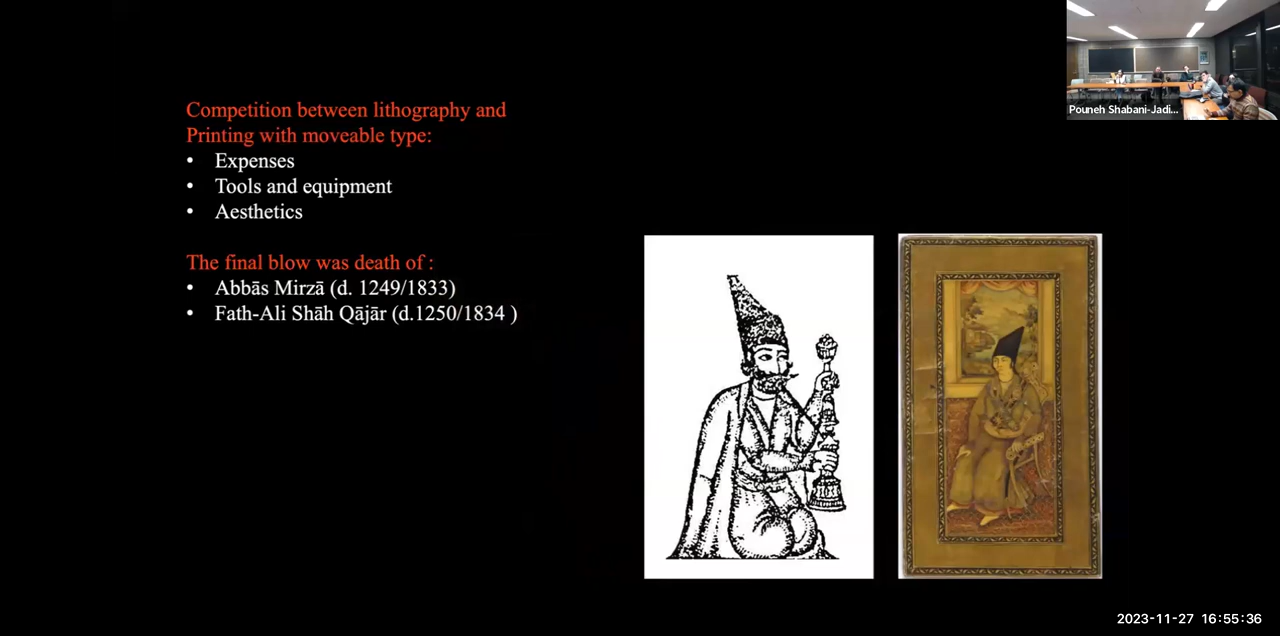 Competition between lithography and
Printing with moveable type:
• Expenses
• Tools and equipment
• Aesthetics
The final blow was death of :
• Abbās Mirzā (d. 1249/1833)
• Fath-Ali Shāh Qājār (d.1250/1834 )
Pouneh Shabani-Jadi...
2023-11-27 16:55:36